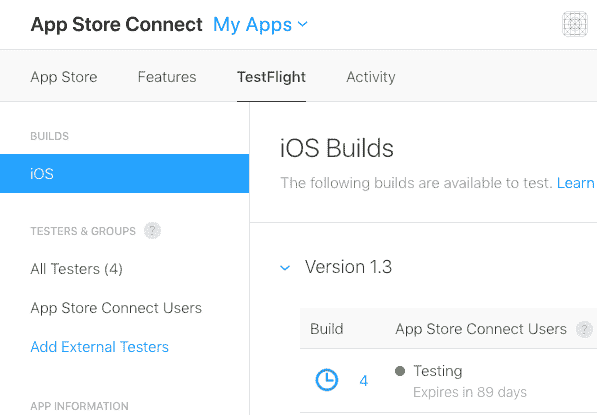 App Store Connect My Apps
App Store Features TestFlight Activity
BUILDS
iOS
TESTERS & GROUPS ?
All Testers (4)
App Store Connect Users
Add External Testers
APP INFORMATION
iOS Builds
The following builds are available to test. Learn
Version 1.3
Build App Store Connect Users ?
4 Testing
Expires in 89 days